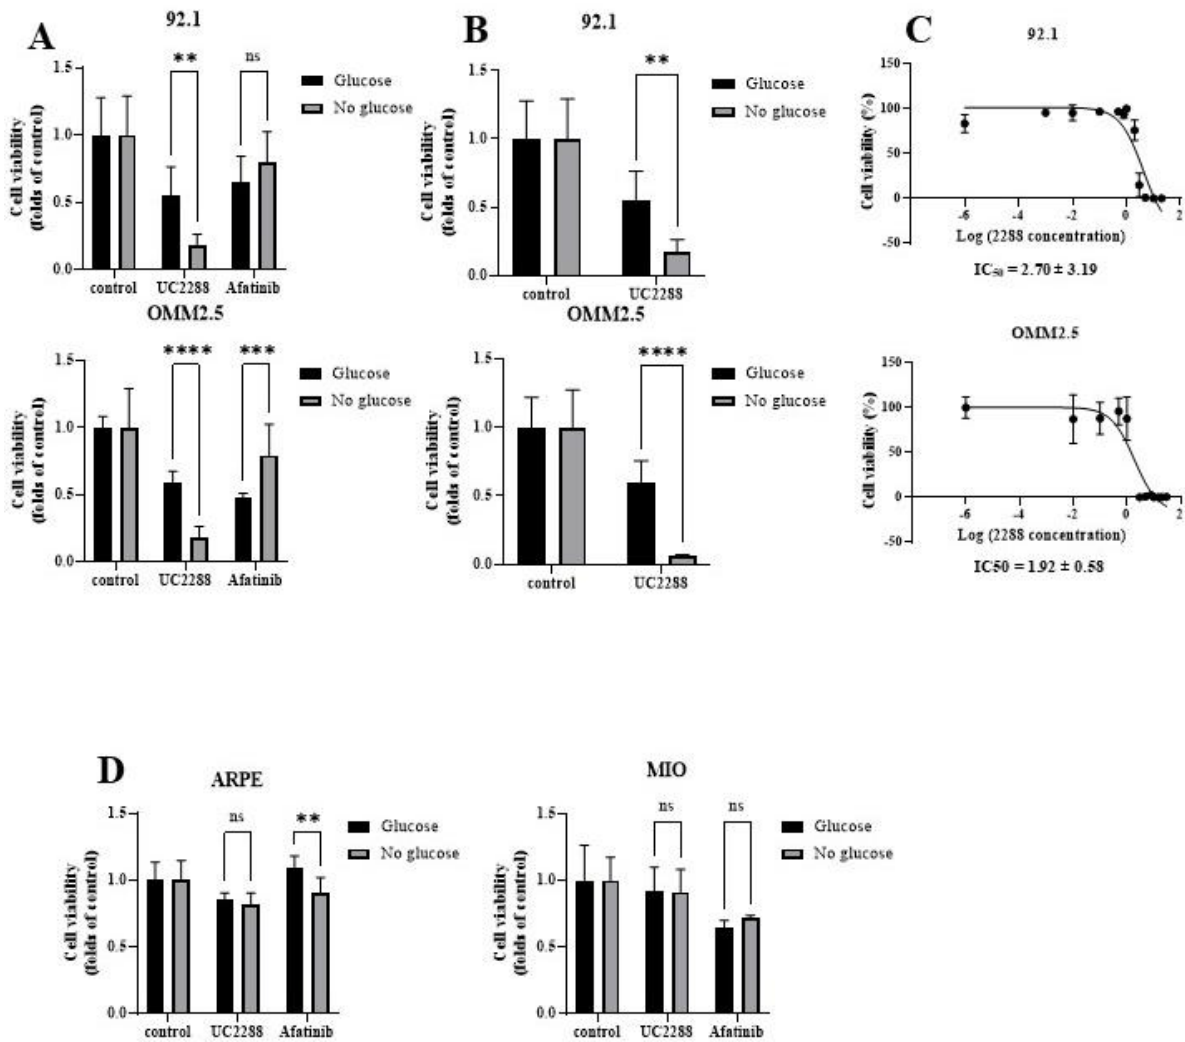 A
92.1
Cell viability
(folds of control)
1.5
1.0
0.5
0.0
**
ns
Glucose
No glucose
control UC2288 Afatinib
OMM2.5
Cell viability
(folds of control)
1.5
1.0
0.5
0.0
****
***
Glucose
No glucose
control UC2288 Afatinib
B
92.1
Cell viability
(folds of control)
1.5
1.0
0.5
0.0
**
Glucose
No glucose
control UC2288
OMM2.5
Cell viability
(folds of control)
1.5
1.0
0.5
0.0
****
Glucose
No glucose
control UC2288
C
92.1
Cell viability (%)
150
100
50
0
-50
-6 -4 -2 0 2
Log (2288 concentration)
IC50 = 2.70 ± 3.19
OMM2.5
Cell viability (%)
150
100
50
0
-50
-6 -4 -2 0 2
Log (2288 concentration)
IC50 = 1.92 ± 0.58
D
ARPE
Cell viability
(folds of control)
1.5
1.0
0.5
0.0
ns
**
Glucose
No glucose
control UC2288 Afatinib
MIO
Cell viability
(folds of control)
1.5
1.0
0.5
0.0
ns
ns
Glucose
No glucose
control UC2288 Afatinib